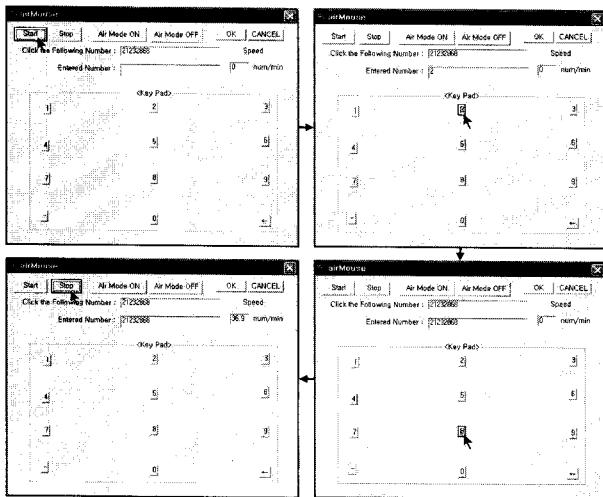 airMouse
Start Stop Air Mode ON Air Mode OFF OK CANCEL
Click the Following Number : 21232868 Speed
Entered Number : 0 num/min
<Key Pad>
1 2 3
4 5 6
7 8 9
- 0 ←
airMouse
Start Stop Air Mode ON Air Mode OFF OK CANCEL
Click the Following Number : 21232868 Speed
Entered Number : 2 0 num/min
<Key Pad>
1 2 3
4 5 6
7 8 9
- 0 ←
airMouse
Start Stop Air Mode ON Air Mode OFF OK CANCEL
Click the Following Number : 21232868 Speed
Entered Number : 21232868 0 num/min
<Key Pad>
1 2 3
4 5 6
7 8 9
- 0 ←
airMouse
Start Stop Air Mode ON Air Mode OFF OK CANCEL
Click the Following Number : 21232868 Speed
Entered Number : 21232868 36.9 num/min
<Key Pad>
1 2 3
4 5 6
7 8 9
- 0 ←